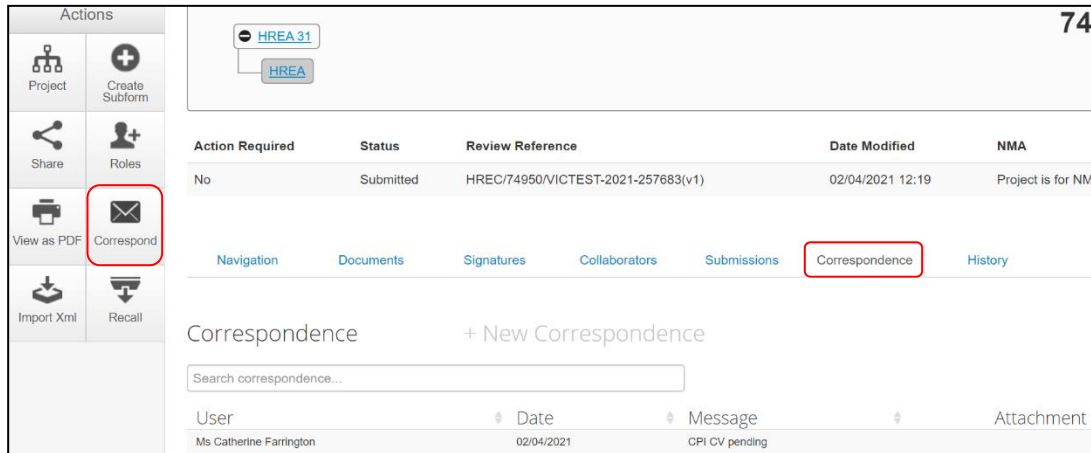 Actions
Project
Create
Subform
Share
Roles
View as PDF
Correspond
Import Xml
Recall
HREA 31
HREA
74
Action Required Status Review Reference Date Modified NMA
No Submitted HREC/74950/VICTEST-2021-257683(v1) 02/04/2021 12:19 Project is for NM
Navigation Documents Signatures Collaborators Submissions Correspondence History
Correspondence + New Correspondence
Search correspondence...
User Date Message Attachment
Ms Catherine Farrington 02/04/2021 CPI CV pending